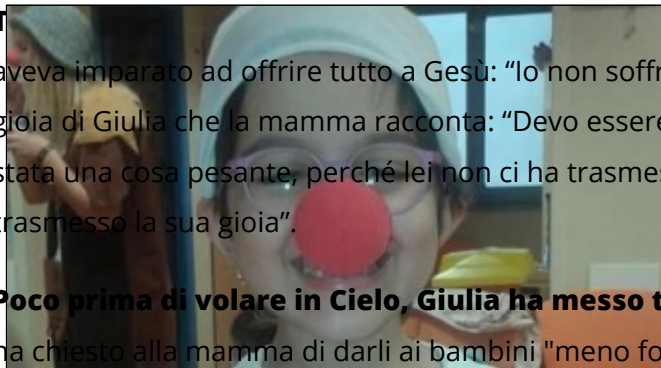 T
aveva imparato ad offrire tutto a Gesù: “Io non soffr
gioia di Giulia che la mamma racconta: “Devo essere
stata una cosa pesante, perché lei non ci ha trasmes
trasmesso la sua gioia”.
Poco prima di volare in Cielo, Giulia ha messo t
ha chiesto alla mamma di darli ai bambini "meno fo